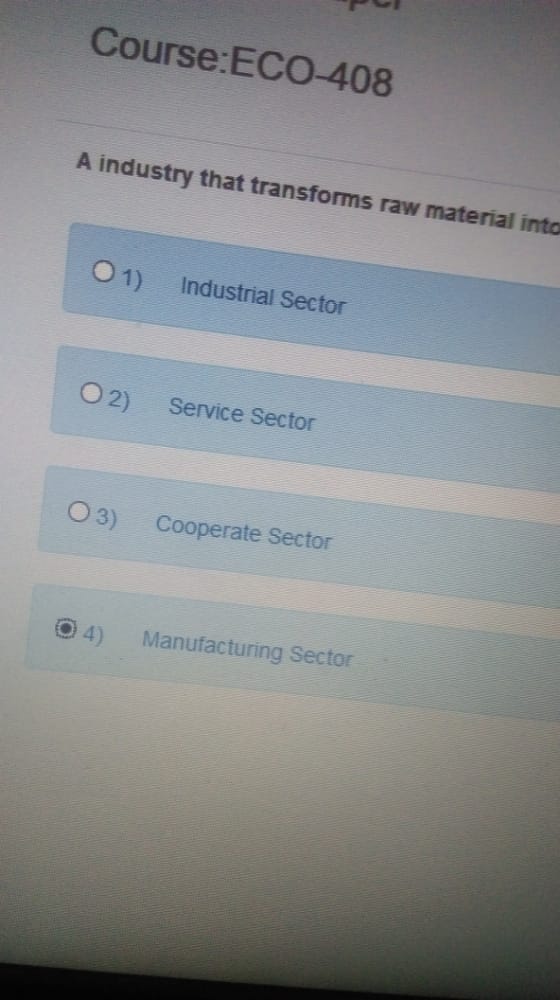 Course:ECO-408
A industry that transforms raw material into
1) Industrial Sector
2) Service Sector
3) Cooperate Sector
4) Manufacturing Sector